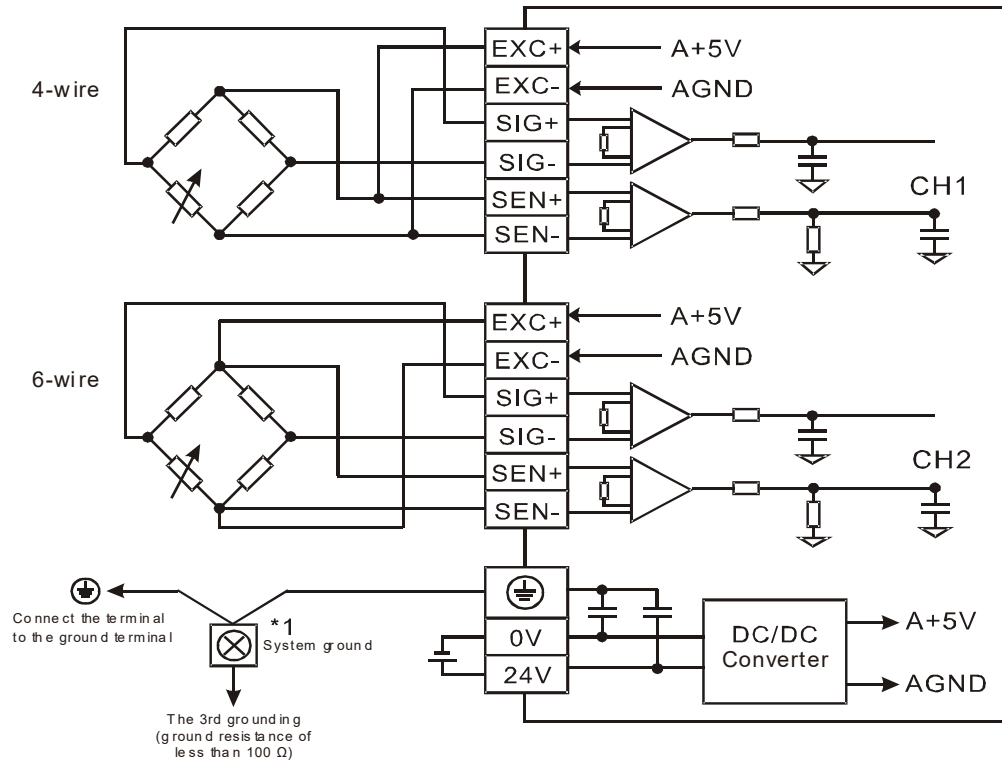 4-wire
EXC+
EXC-
SIG+
SIG-
SEN+
SEN-
A+5V
AGND
CH1
6-wire
EXC+
EXC-
SIG+
SIG-
SEN+
SEN-
A+5V
AGND
CH2
Connect the terminal
to the ground terminal
*1
System ground
The 3rd grounding
(ground resistance of
less than 100 Ω)
0V
24V
DC/DC
Converter
A+5V
AGND